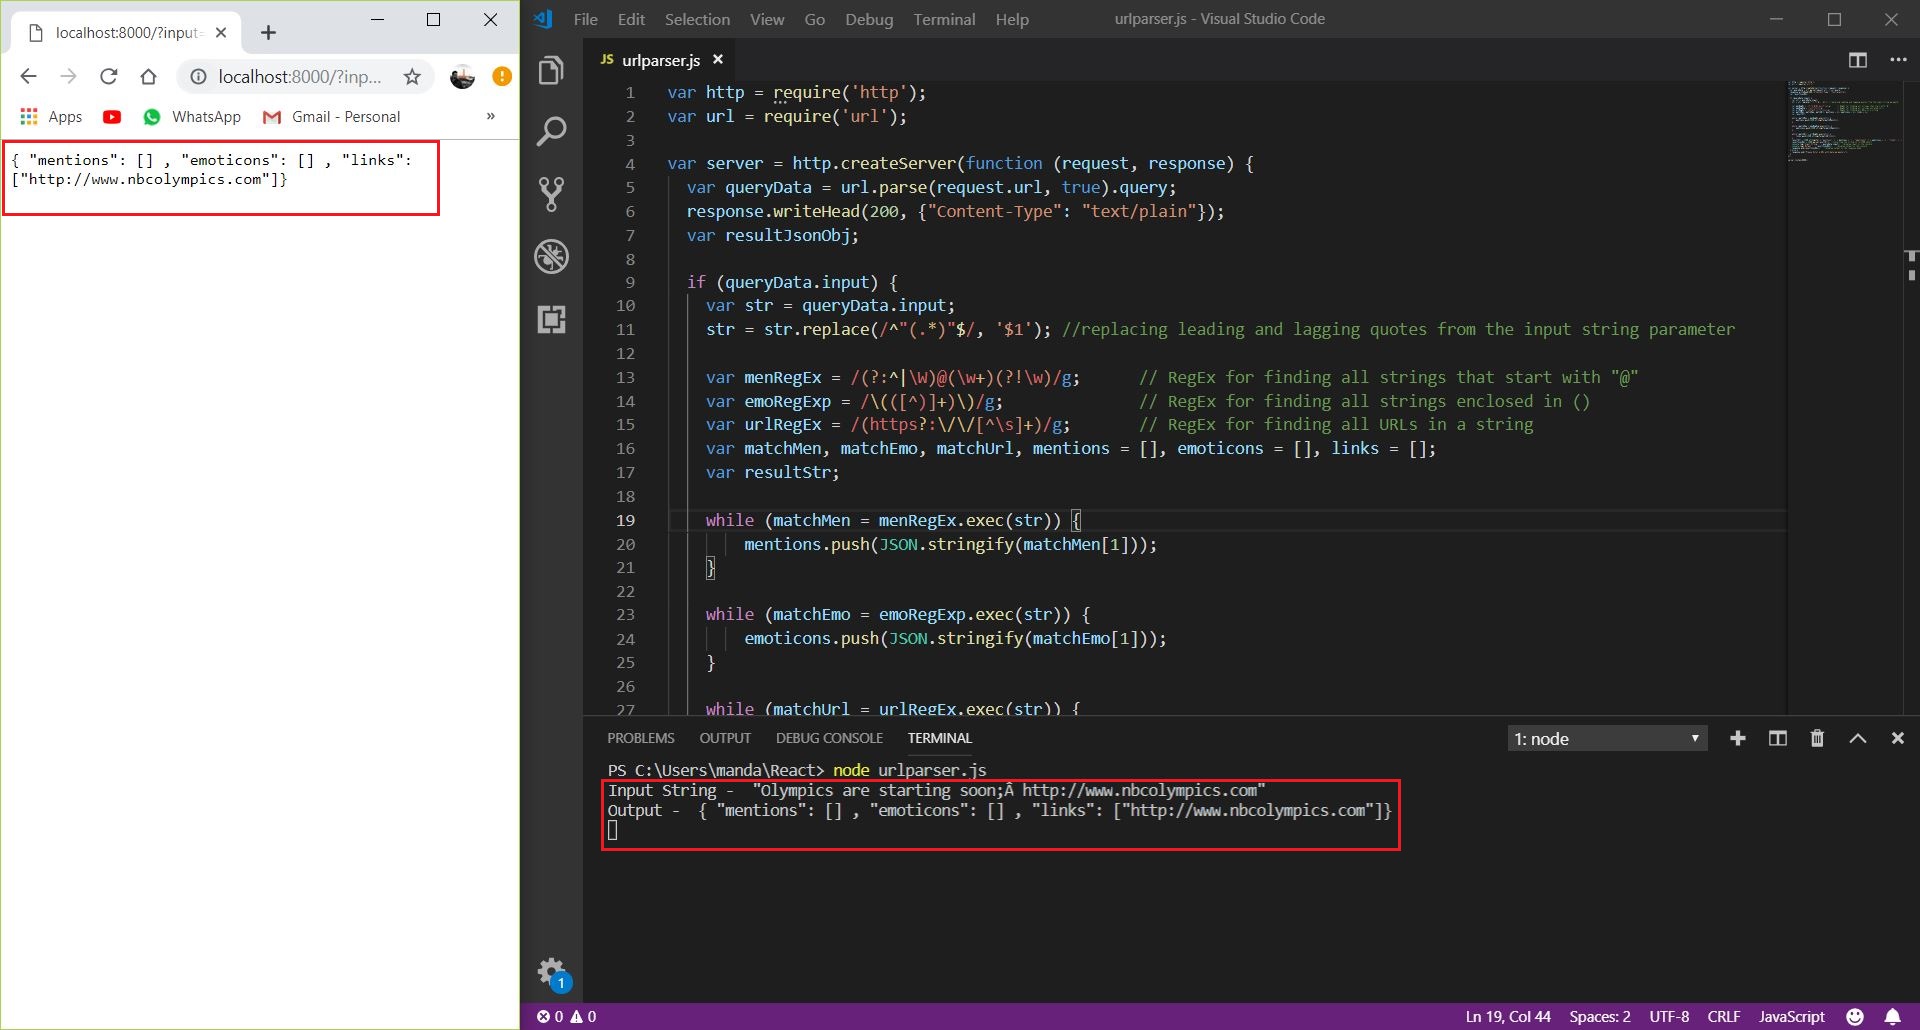 localhost:8000/?input=
localhost:8000/?inp...
Apps
WhatsApp
Gmail - Personal
»
{ "mentions": [] , "emoticons": [] , "links":
["http://www.nbcolympics.com"]}
File Edit Selection View Go Debug Terminal Help
urlparser.js - Visual Studio Code
JS urlparser.js
1 var http = require('http');
2 var url = require('url');
3
4 var server = http.createServer(function (request, response) {
5 var queryData = url.parse(request.url, true).query;
6 response.writeHead(200, {"Content-Type": "text/plain"});
7 var resultJsonObj;
8
9 if (queryData.input) {
10 var str = queryData.input;
11 str = str.replace(/^"(.*)"$/, '$1'); //replacing leading and lagging quotes from the input string parameter
12
13 var menRegEx = /(?:^|\W)@(\w+)(?!\w)/g; // RegEx for finding all strings that start with "@"
14 var emoRegExp = /\(([^)]+)\)/g; // RegEx for finding all strings enclosed in ()
15 var urlRegEx = /(https?:\/\/[^\s]+)/g; // RegEx for finding all URLs in a string
16 var matchMen, matchEmo, matchUrl, mentions = [], emoticons = [], links = [];
17 var resultStr;
18
19 while (matchMen = menRegEx.exec(str)) {
20 mentions.push(JSON.stringify(matchMen[1]));
21 }
22
23 while (matchEmo = emoRegExp.exec(str)) {
24 emoticons.push(JSON.stringify(matchEmo[1]));
25 }
26
27 while (matchUrl = urlRegEx.exec(str)) {
PROBLEMS OUTPUT DEBUG CONSOLE TERMINAL
1: node
PS C:\Users\manda\React> node urlparser.js
Input String -  "Olympics are starting soon;Â http://www.nbcolympics.com"
Output -  { "mentions": [] , "emoticons": [] , "links": ["http://www.nbcolympics.com"]}
1
0 0
Ln 19, Col 44 Spaces: 2 UTF-8 CRLF JavaScript